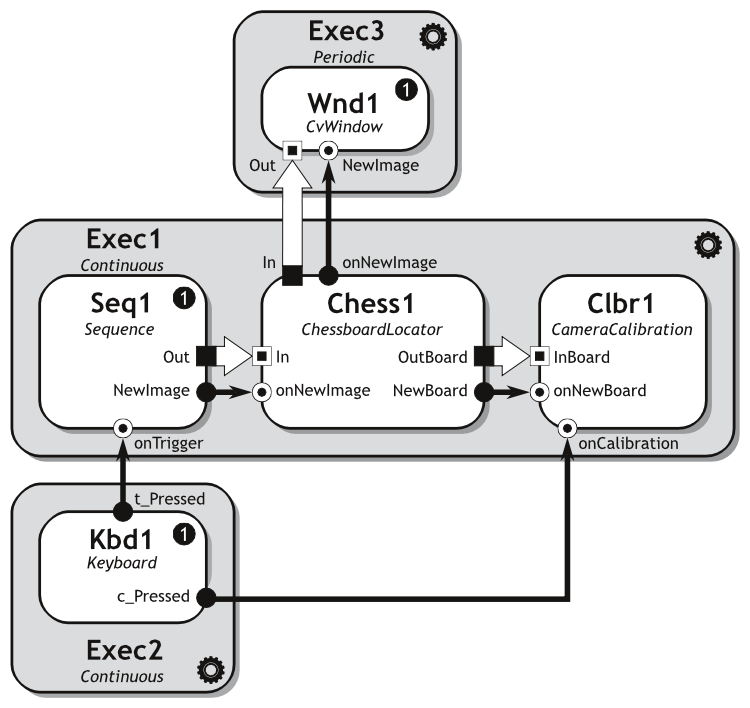 Exec3
Periodic
Wnd1 1
CvWindow
Out NewImage
Exec1
Continuous
In onNewImage
Seq1 1
Sequence
Out
NewImage
onTrigger
Chess1
ChessboardLocator
In OutBoard
onNewImage NewBoard
Clbr1
CameraCalibration
InBoard
onNewBoard
onCalibration
t_Pressed
Kbd1 1
Keyboard
c_Pressed
Exec2
Continuous